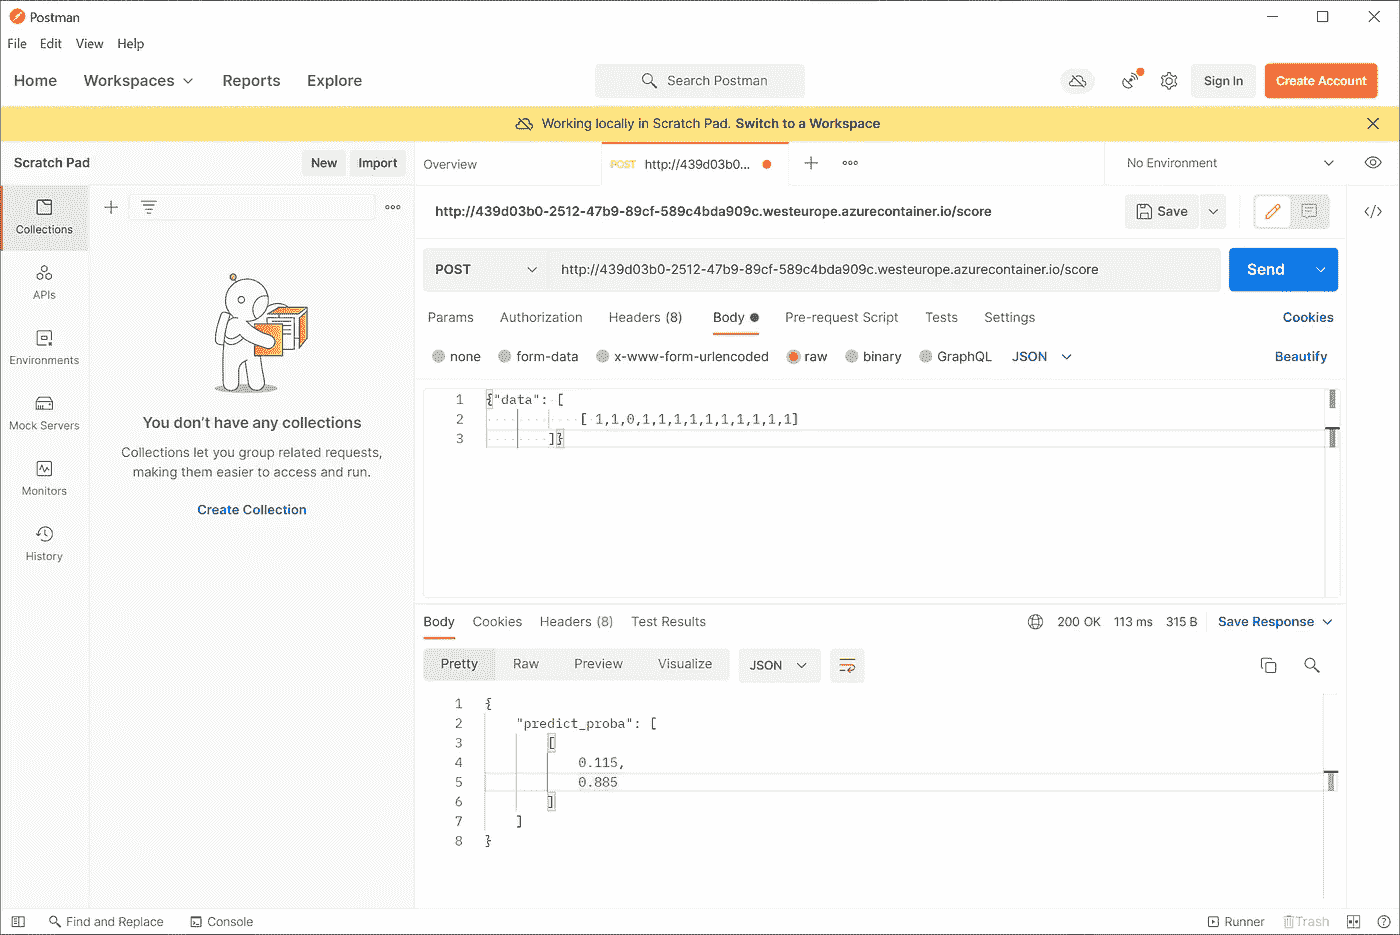 Postman
File Edit View Help
Home Workspaces Reports Explore Search Postman Sign In Create Account
Working locally in Scratch Pad. Switch to a Workspace
Scratch Pad New Import Overview POST http://439d03b0... No Environment
http://439d03b0-2512-47b9-89cf-589c4bda909c.westeurope.azurecontainer.io/score Save
Collections
POST http://439d03b0-2512-47b9-89cf-589c4bda909c.westeurope.azurecontainer.io/score Send
APIs
Params Authorization Headers (8) Body Pre-request Script Tests Settings Cookies
Environments
none form-data x-www-form-urlencoded raw binary GraphQL JSON Beautify
Mock Servers
Monitors
History
You don't have any collections
Collections let you group related requests,
making them easier to access and run.
Create Collection
1 {"data": [
2 [ 1,1,0,1,1,1,1,1,1,1,1,1,1]
3 ]}
Body Cookies Headers (8) Test Results 200 OK 113 ms 315 B Save Response
Pretty Raw Preview Visualize JSON
1 {
2 "predict_proba": [
3 [
4 0.115,
5 0.885
6 ]
7 ]
8 }
Find and Replace Console Runner Trash